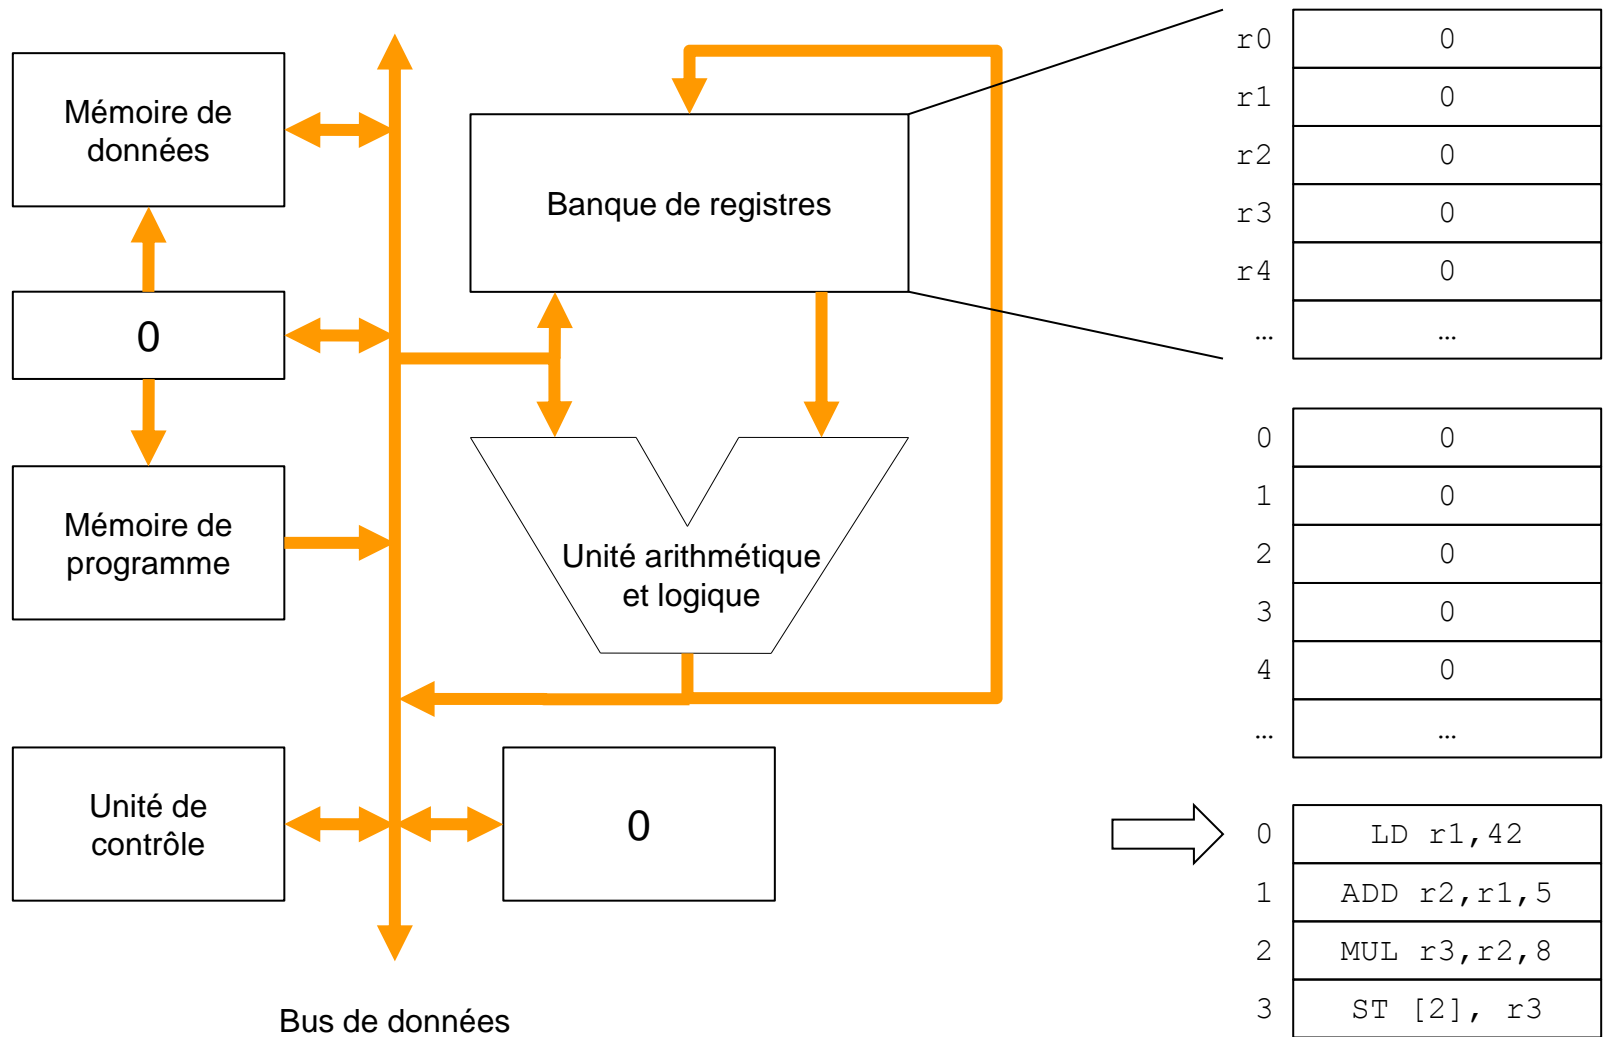 Mémoire de
données
0
Mémoire de
programme
Unité de
contrôle
Banque de registres
Unité arithmétique
et logique
0
Bus de données
r0 0
r1 0
r2 0
r3 0
r4 0
… …
0 0
1 0
2 0
3 0
4 0
… …
0 LD r1,42
1 ADD r2,r1,5
2 MUL r3,r2,8
3 ST [2], r3